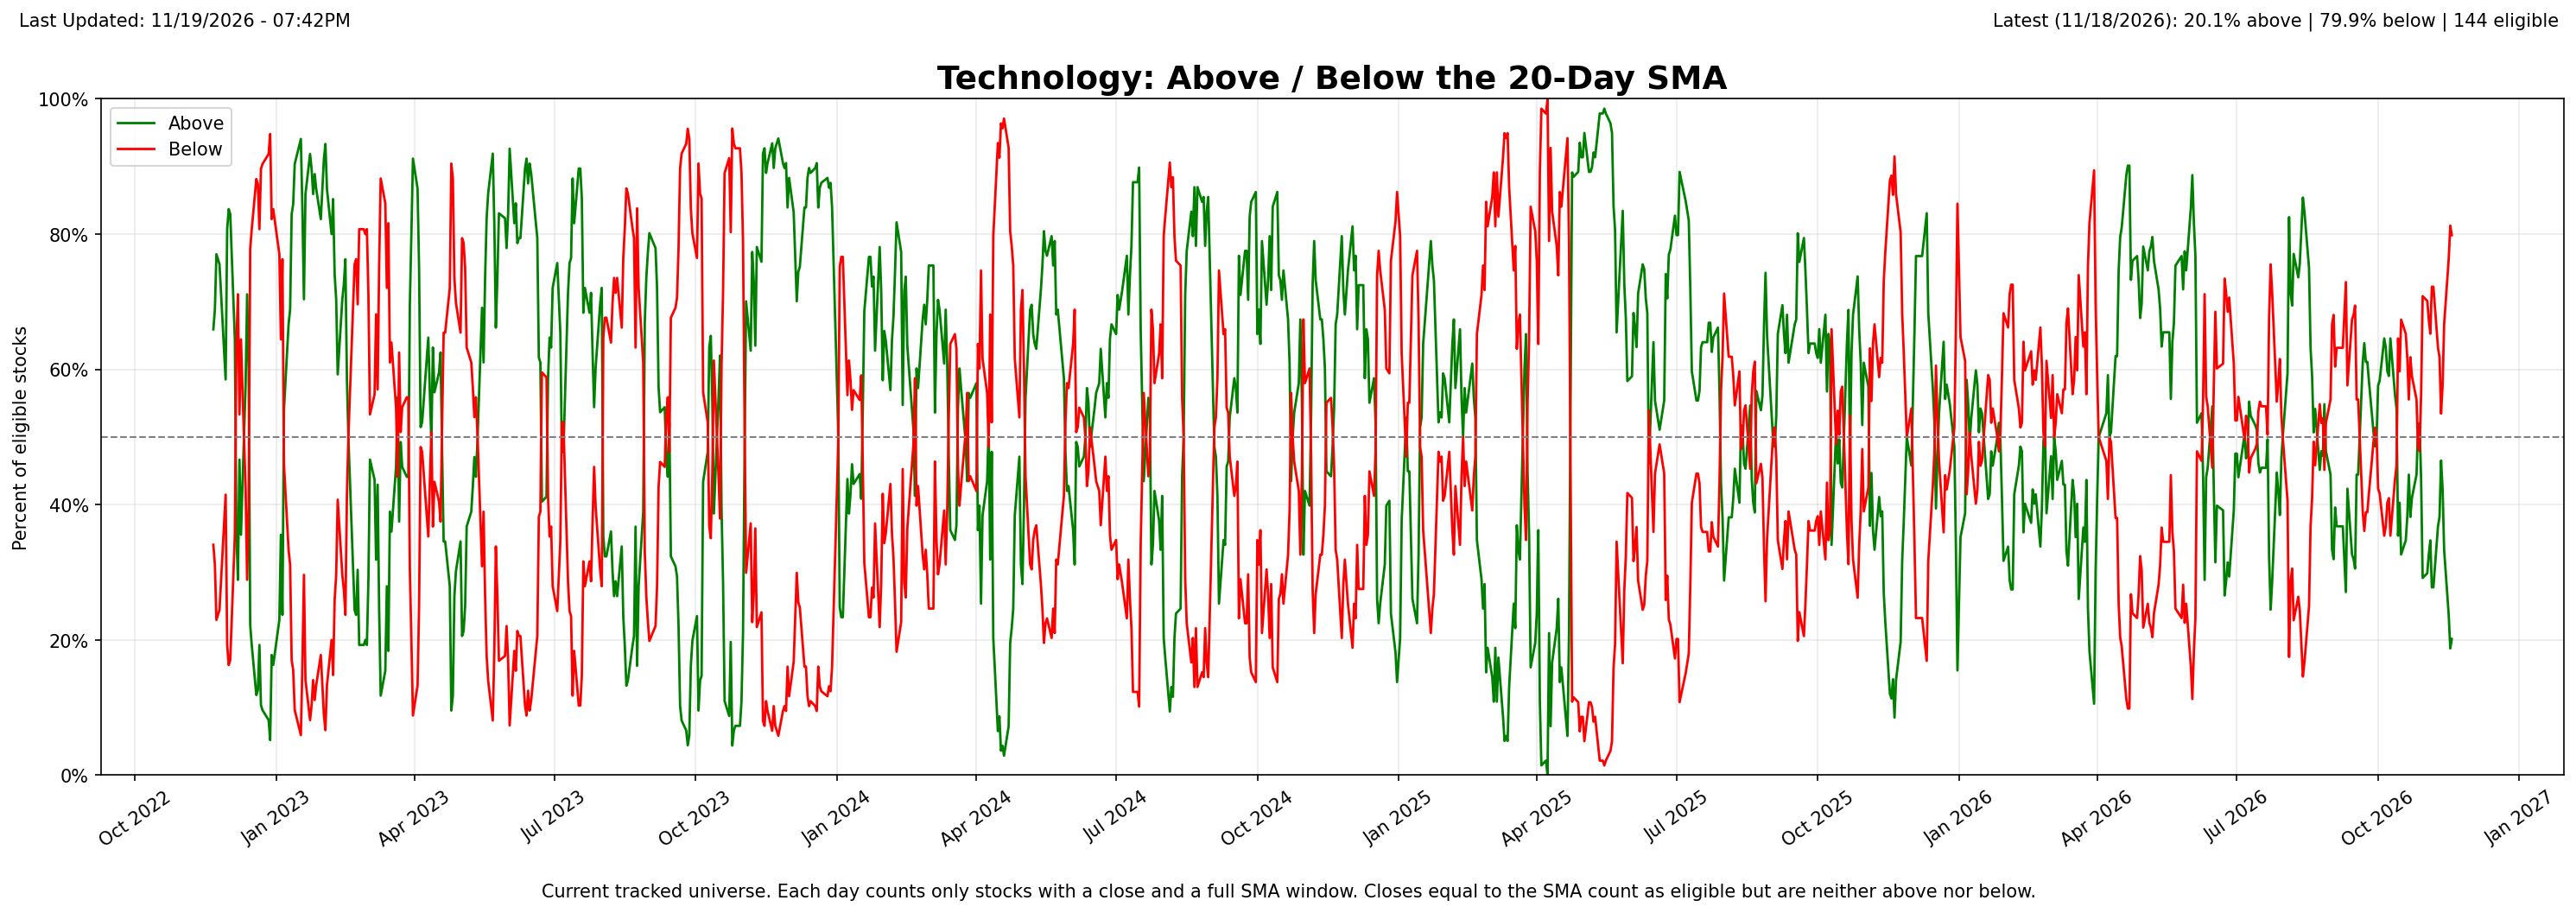 Last Updated: 11/19/2026 - 07:42PM
Latest (11/18/2026): 20.1% above | 79.9% below | 144 eligible
Technology: Above / Below the 20-Day SMA
Above
Below
Percent of eligible stocks
100%
80%
60%
40%
20%
0%
Oct 2022
Jan 2023
Apr 2023
Jul 2023
Oct 2023
Jan 2024
Apr 2024
Jul 2024
Oct 2024
Jan 2025
Apr 2025
Jul 2025
Oct 2025
Jan 2026
Apr 2026
Jul 2026
Oct 2026
Jan 2027
Current tracked universe. Each day counts only stocks with a close and a full SMA window. Closes equal to the SMA count as eligible but are neither above nor below.